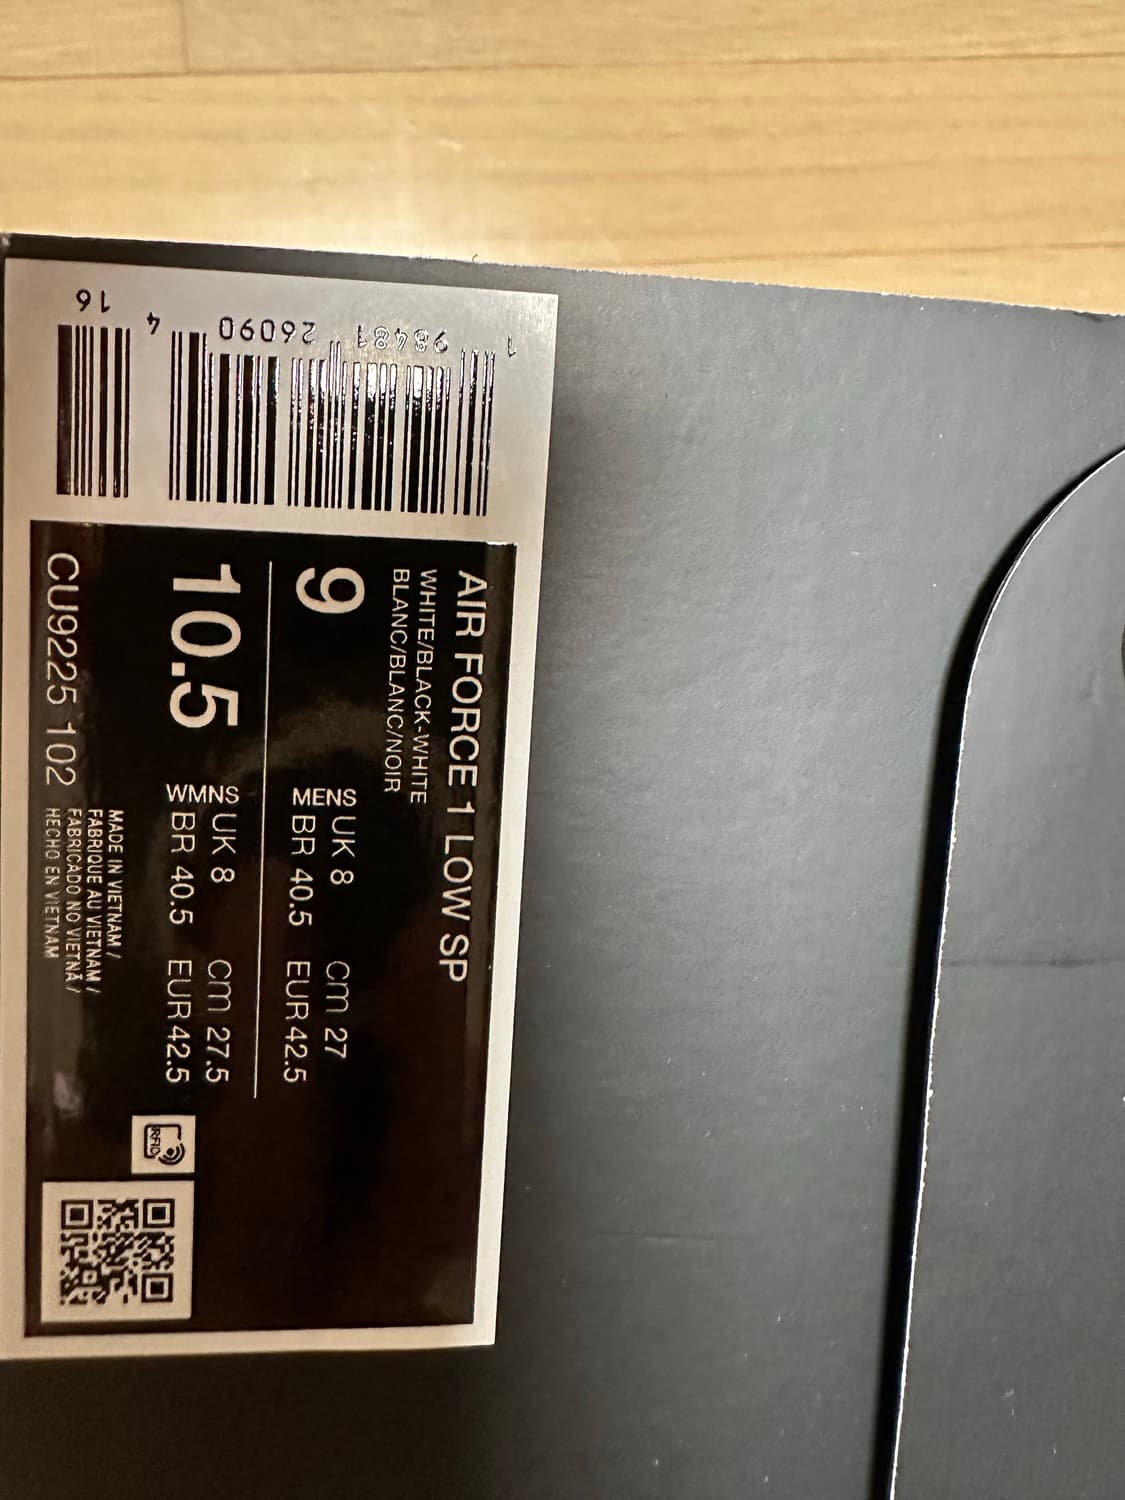 1 98481 26090 4 16
AIR FORCE 1 LOW SP
WHITE/BLACK-WHITE
BLANC/BLANC/NOIR
9 MENS UK 8 cm 27
BR 40.5 EUR 42.5
10.5 WMNS UK 8 cm 27.5
BR 40.5 EUR 42.5
CU9225 102
MADE IN VIETNAM /
FABRIQUE AU VIETNAM /
FABRICADO NO VIETNÃ /
HECHO EN VIETNAM
RFID